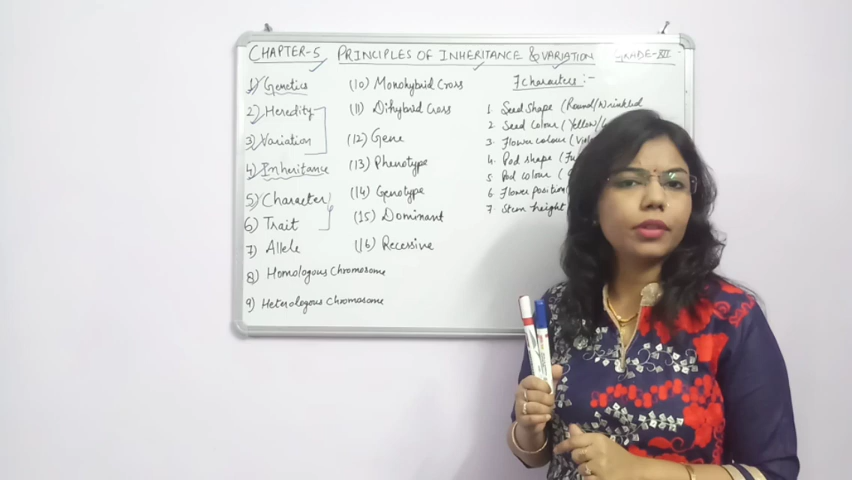 CHAPTER-5 PRINCIPLES OF INHERITANCE & VARIATION GRADE-XII
1) Genetics
2) Heredity
3) Variation
4) Inheritance
5) Character
6) Trait
7) Allele
8) Homologous Chromosome
9) Heterologous Chromosome
(10) Monohybrid Cross
(11) Dihybrid Cross
(12) Gene
(13) Phenotype
(14) Genotype
(15) Dominant
(16) Recessive
7 Characters :-
1. Seed Shape (Round/Wrinkled
2. Seed Colour (Yellow/
3. Flower colour (
4. Pod shape (
5. Pod colour (
6. Flower position (
7. Stem height